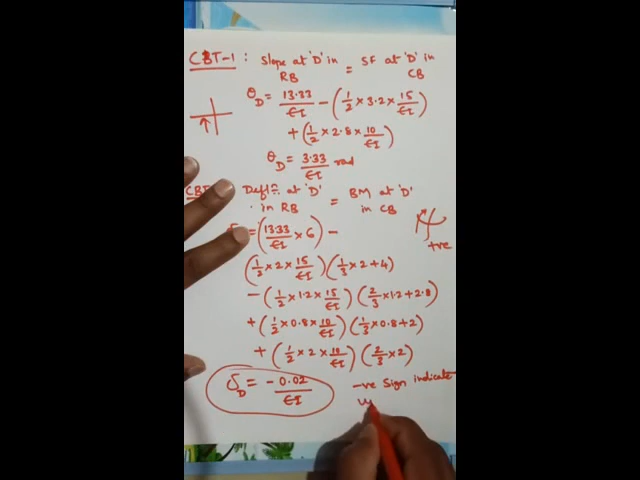 CBT-1 : Slope at 'D' in RB = SF at 'D' in CB
θD = 13.33/EI − (1/2 × 3.2 × 15/EI)
+ (1/2 × 2.8 × 10/EI)
θD = 3.33/EI rad
CBT Defln at 'D' in RB = BM at 'D' in CB
= (13.33/EI × 6) −
+ve
(1/2 × 2 × 15/EI) (1/3 × 2 + 4)
− (1/2 × 1.2 × 15/EI) (2/3 × 1.2 + 2.8)
+ (1/2 × 0.8 × 10/EI) (1/3 × 0.8 + 2)
+ (1/2 × 2 × 10/EI) (2/3 × 2)
δD = −0.02/EI
−ve Sign indicate